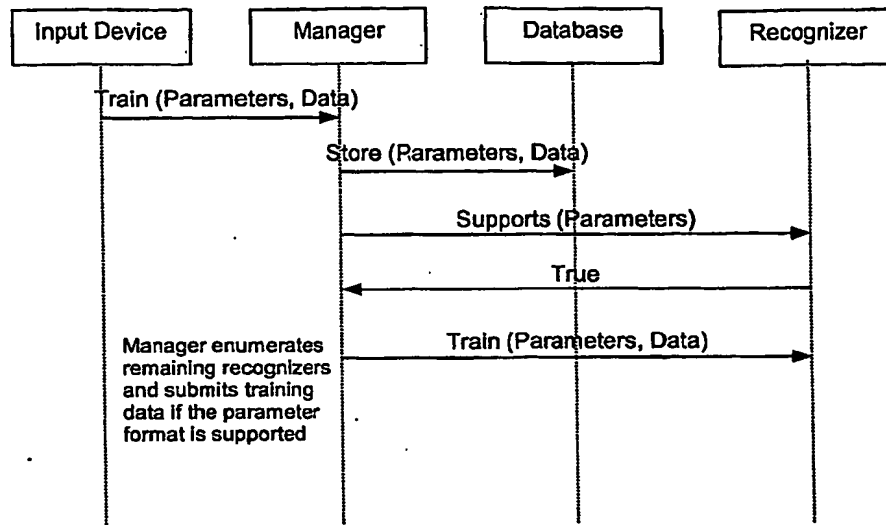 Input Device
Manager
Database
Recognizer
Train (Parameters, Data)
Store (Parameters, Data)
Supports (Parameters)
True
Train (Parameters, Data)
Manager enumerates
remaining recognizers
and submits training
data if the parameter
format is supported